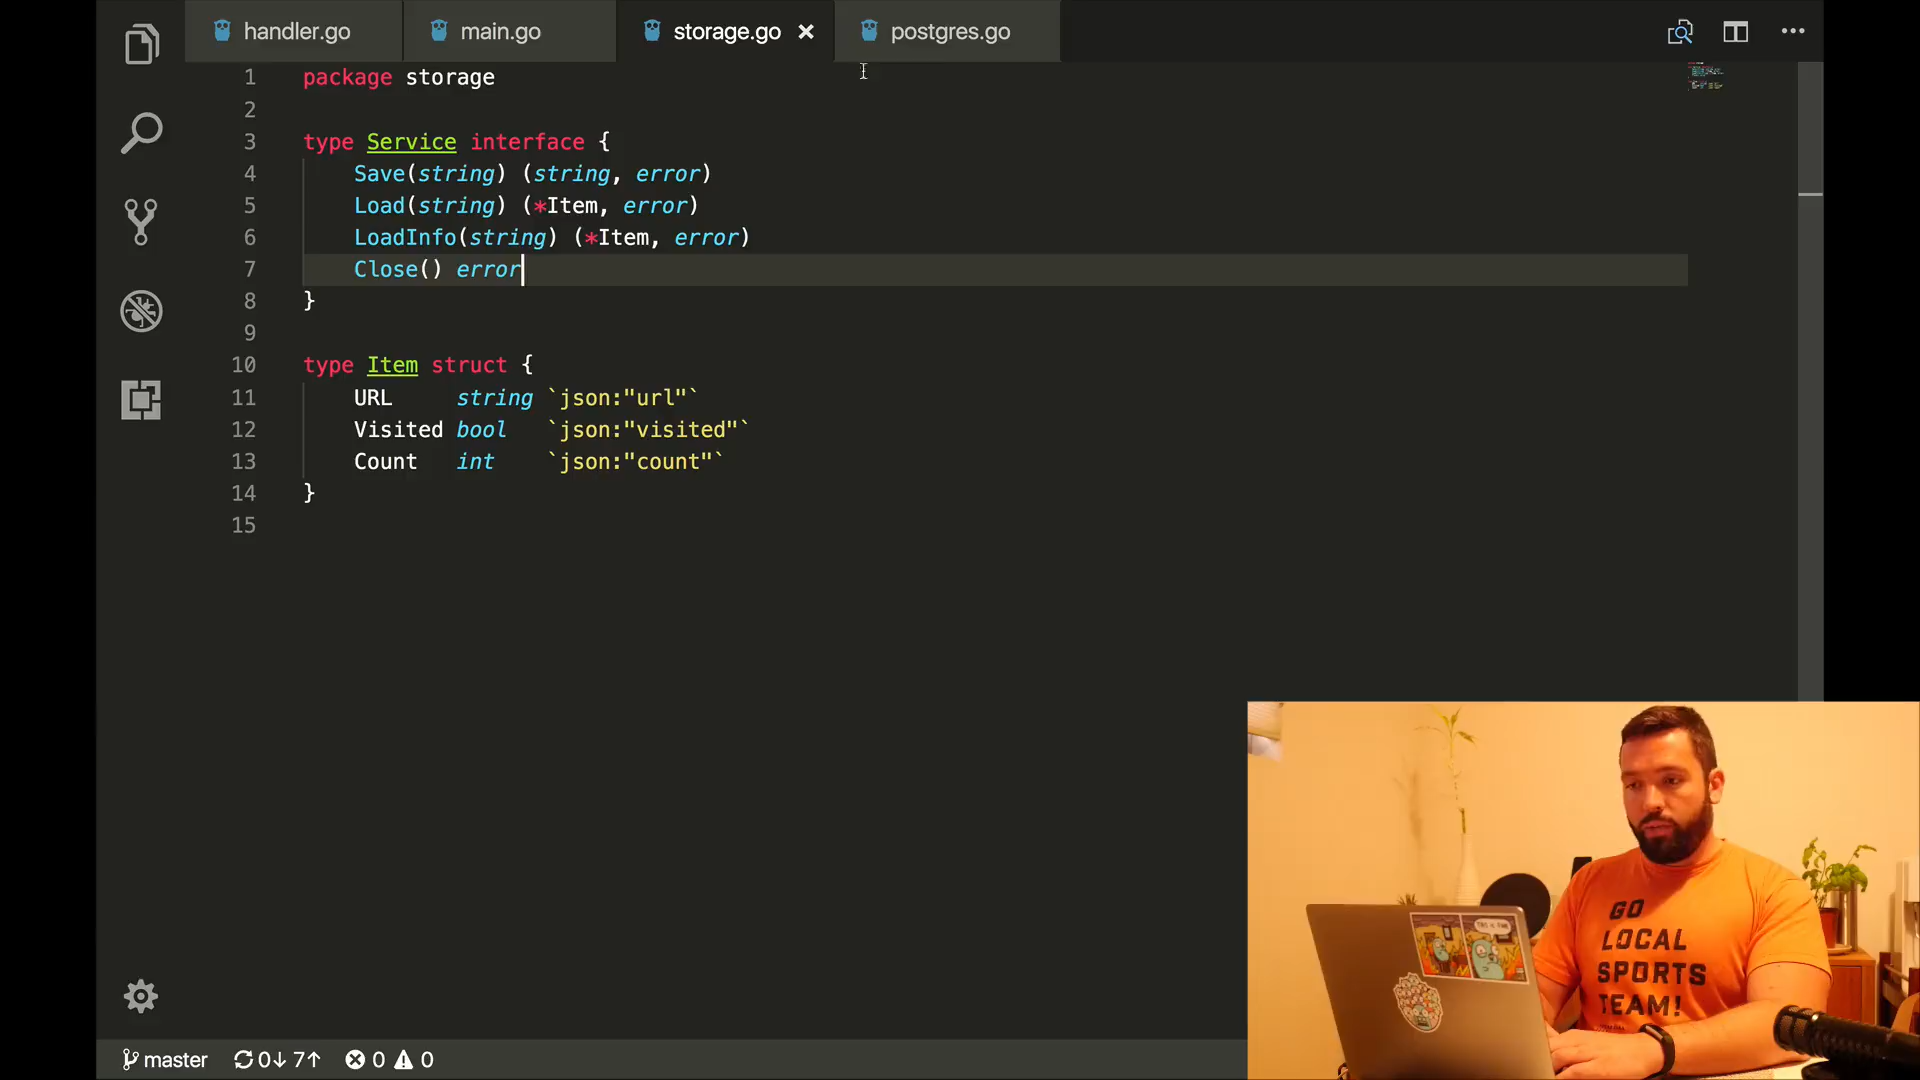 handler.go
main.go
storage.go
postgres.go
1 package storage
2
3 type Service interface {
4 Save(string) (string, error)
5 Load(string) (*Item, error)
6 LoadInfo(string) (*Item, error)
7 Close() error
8 }
9
10 type Item struct {
11 URL string `json:"url"`
12 Visited bool `json:"visited"`
13 Count int `json:"count"`
14 }
15
THIS IS FINE
GO
LOCAL
SPORTS
TEAM!
master 0↓ 7↑ 0 0